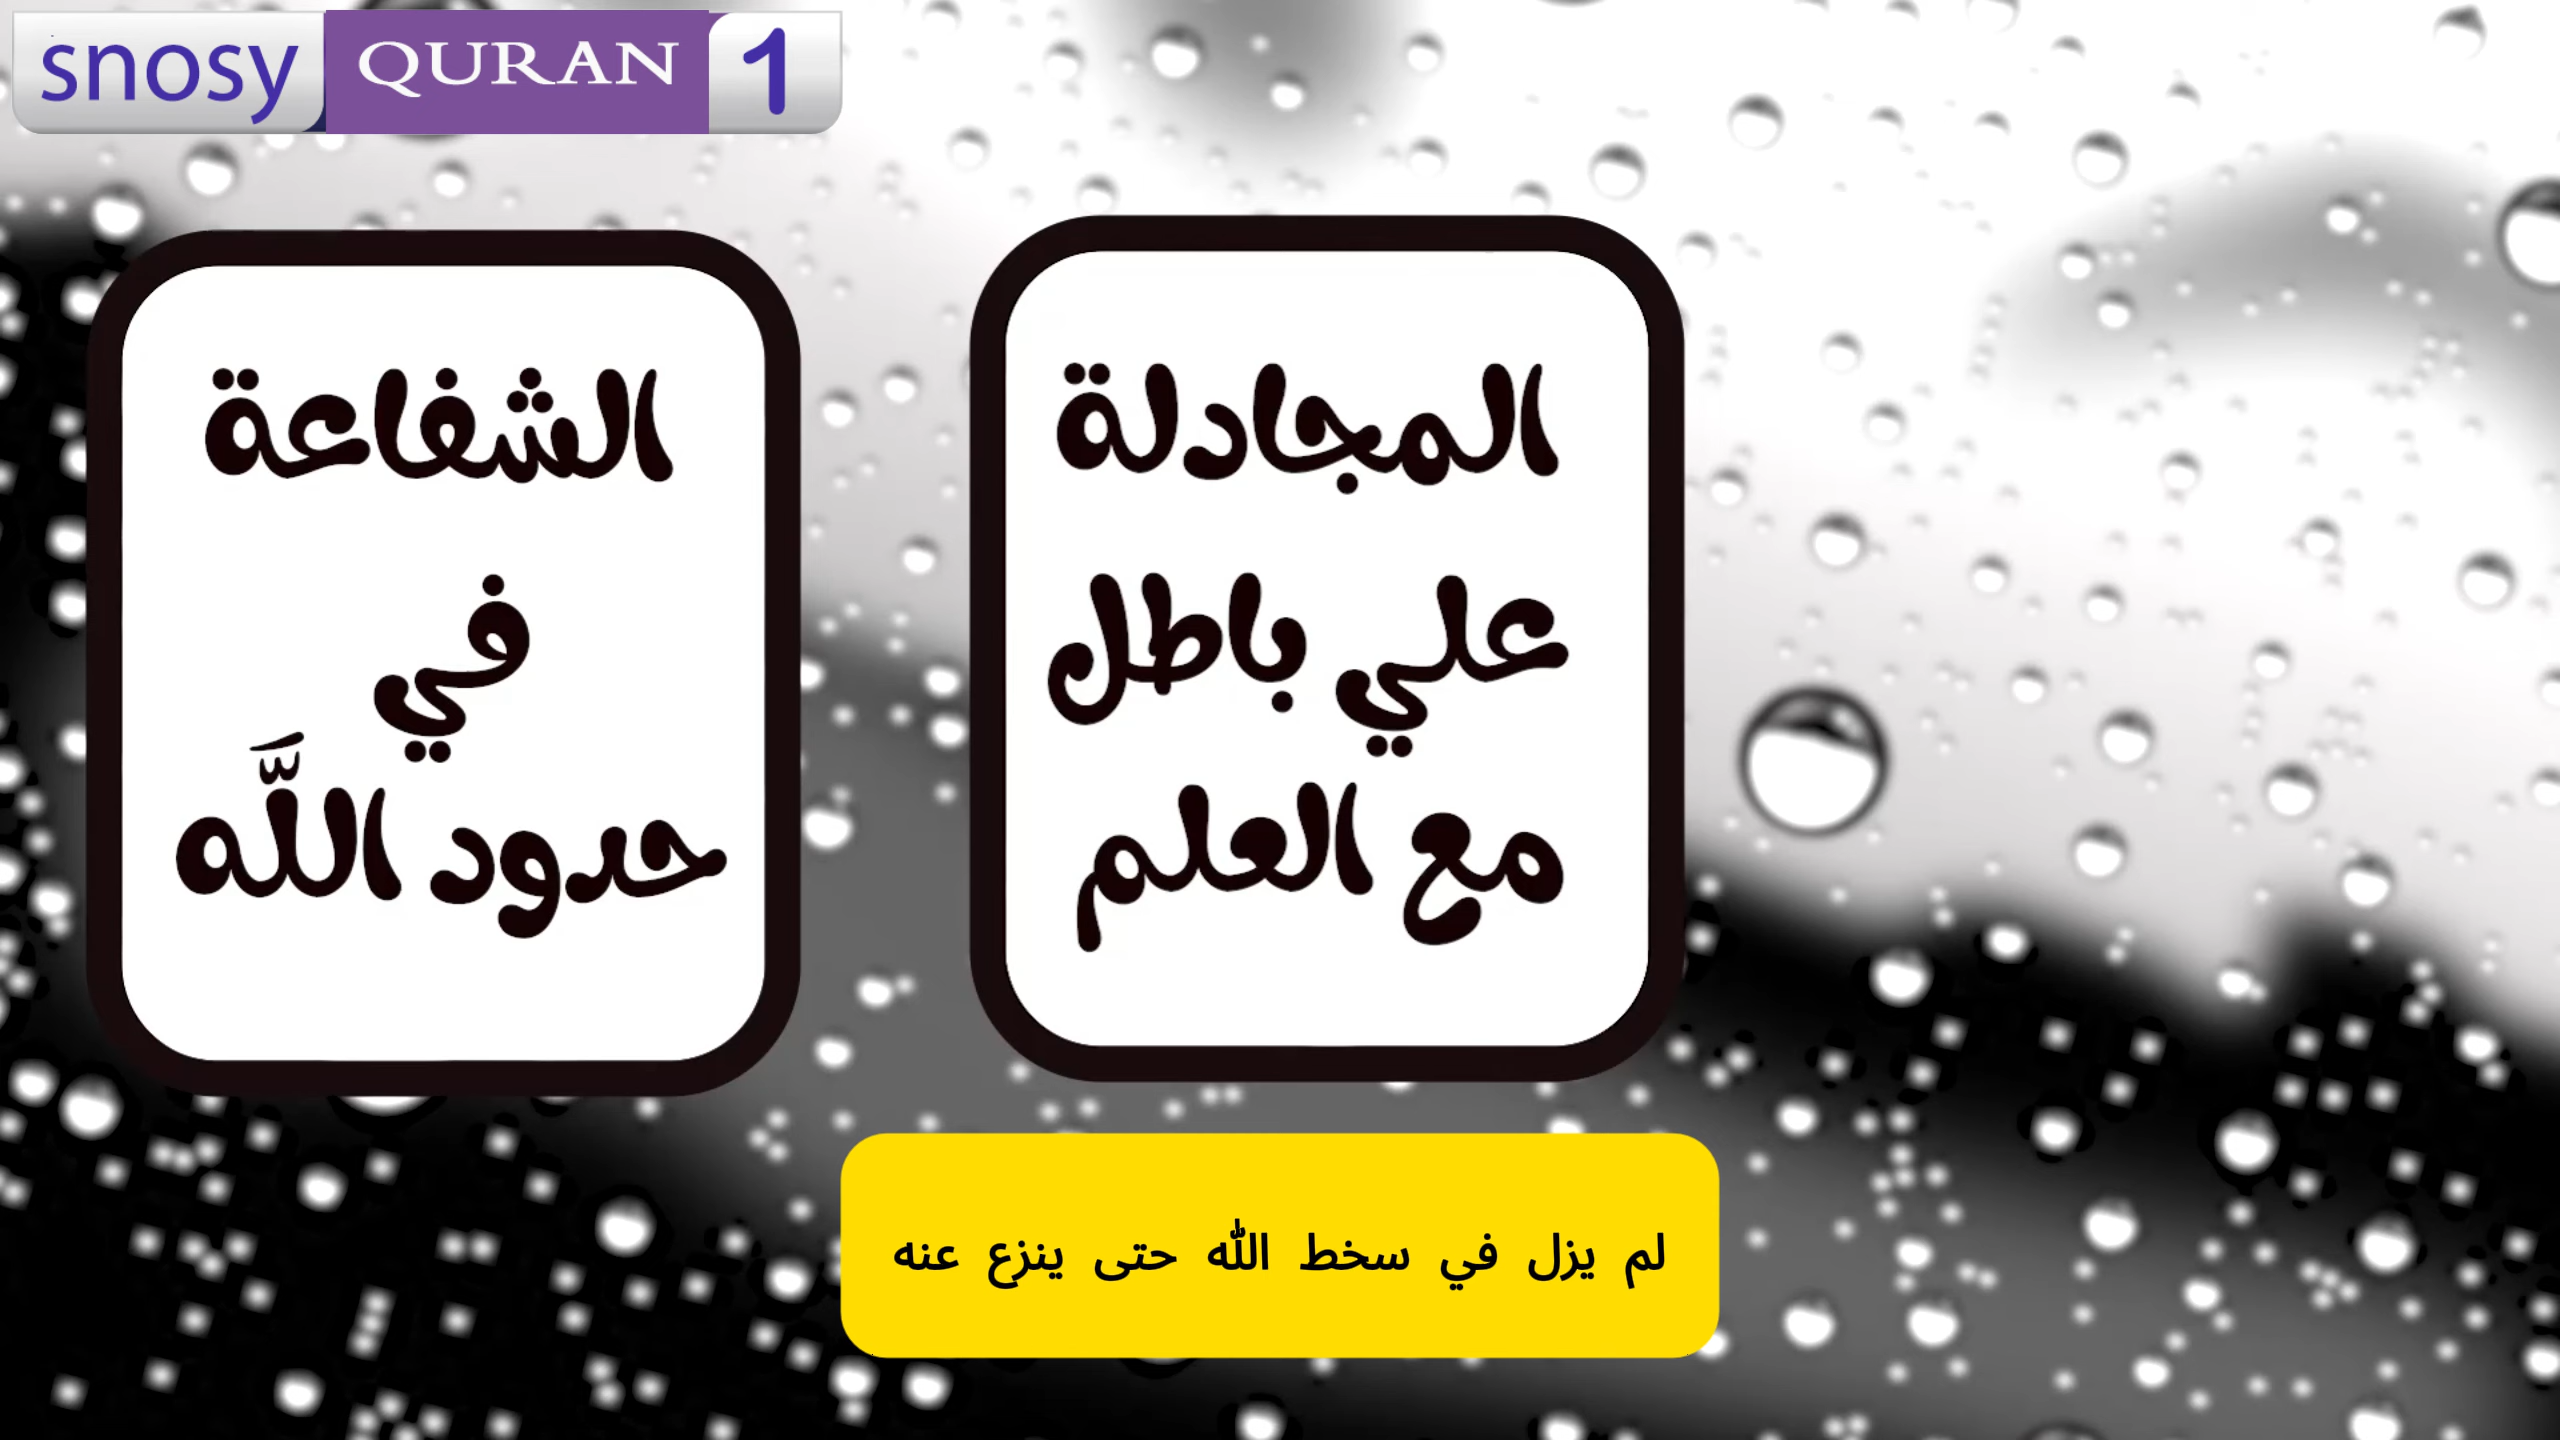 snosy QURAN 1
المجادلة
علي باطل
مع العلم
الشفاعة
في
حدود اللَّه
لم يزل في سخط الله حتى ينزع عنه